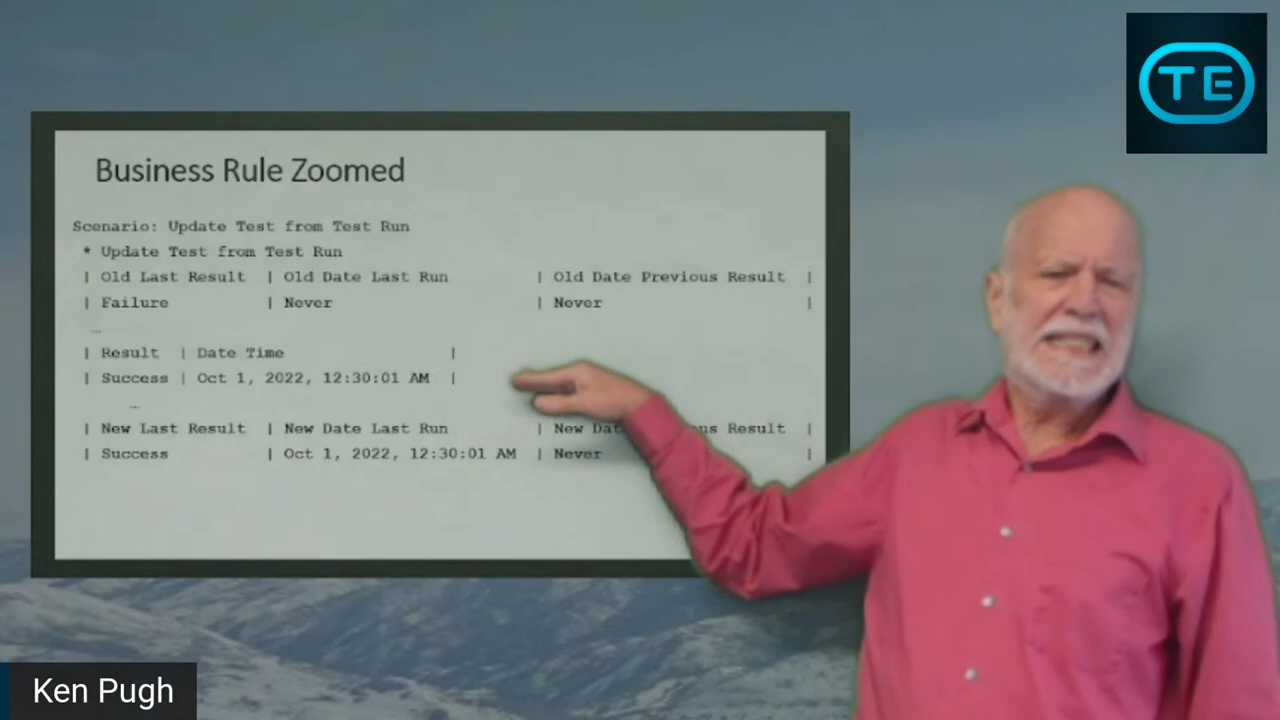 TE
Business Rule Zoomed
Scenario: Update Test from Test Run
* Update Test from Test Run
| Old Last Result | Old Date Last Run | Old Date Previous Result |
| Failure | Never | Never |
…
| Result | Date Time |
| Success | Oct 1, 2022, 12:30:01 AM |
…
| New Last Result | New Date Last Run | New Dat us Result |
| Success | Oct 1, 2022, 12:30:01 AM | Never |
Ken Pugh